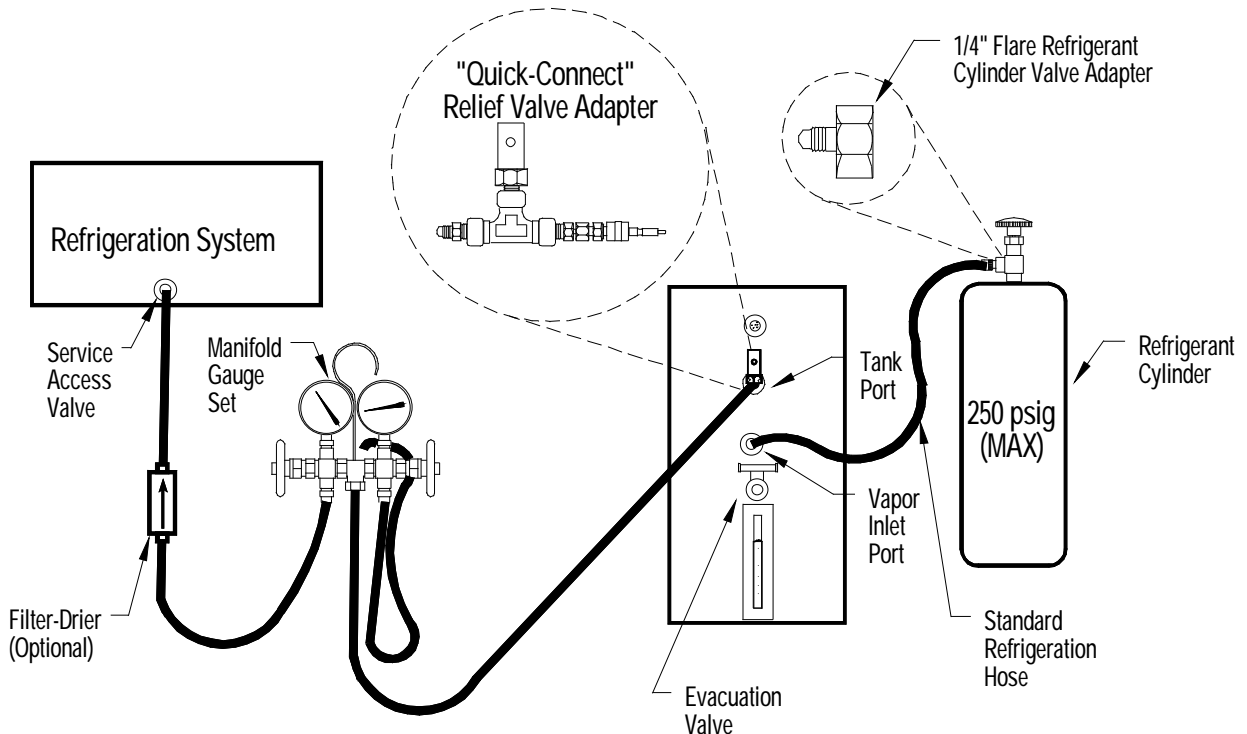 "Quick-Connect"
Relief Valve Adapter
1/4" Flare Refrigerant
Cylinder Valve Adapter
Refrigeration System
Service
Access
Valve
Manifold
Gauge
Set
Tank
Port
Refrigerant
Cylinder
250 psig
(MAX)
Vapor
Inlet
Port
Filter-Drier
(Optional)
Standard
Refrigeration
Hose
Evacuation
Valve